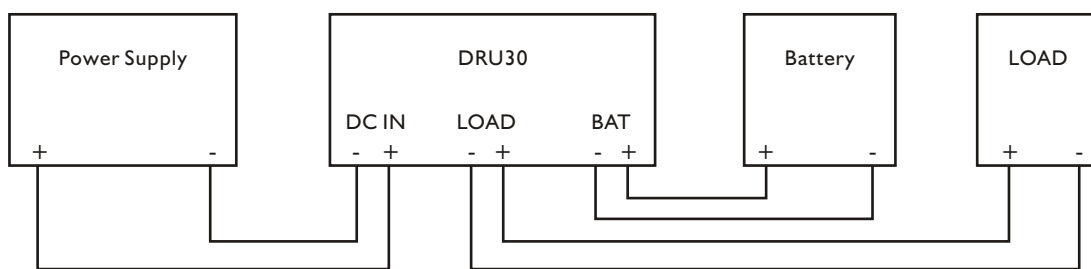 Power Supply DRU30 Battery LOAD
DC IN LOAD BAT
+ - - + - + - + + - + -